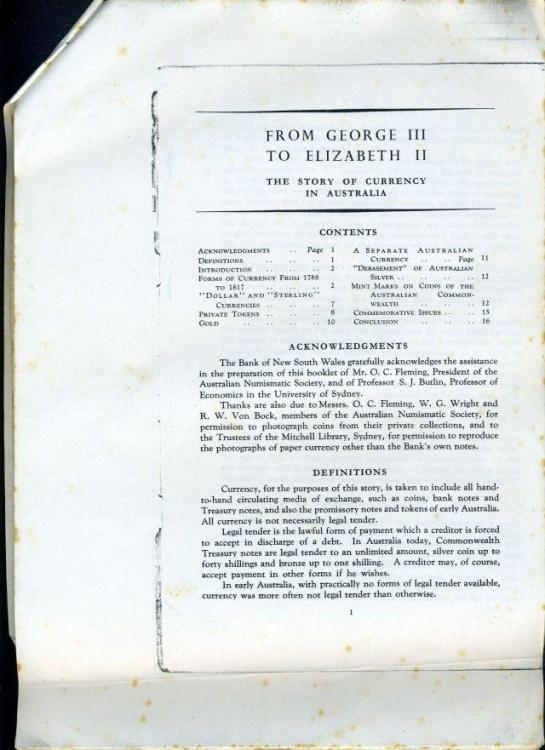 FROM GEORGE III
TO ELIZABETH II
THE STORY OF CURRENCY
IN AUSTRALIA
CONTENTS
ACKNOWLEDGMENTS .. Page 1
DEFINITIONS .. .. .. 1
INTRODUCTION .. .. .. 2
FORMS OF CURRENCY FROM 1788
TO 1817 .. .. .. .. 2
"DOLLAR" AND "STERLING"
CURRENCIES .. .. .. 7
PRIVATE TOKENS .. .. .. 8
GOLD .. .. .. .. 10
A SEPARATE AUSTRALIAN
CURRENCY .. .. Page 11
"DEBASEMENT" OF AUSTRALIAN
SILVER .. .. .. .. 12
MINT MARKS ON COINS OF THE
AUSTRALIAN COMMON-
WEALTH .. .. .. 12
COMMEMORATIVE ISSUES .. .. 15
CONCLUSION .. .. .. 16
ACKNOWLEDGMENTS
The Bank of New South Wales gratefully acknowledges the assistance
in the preparation of this booklet of Mr. O. C. Fleming, President of the
Australian Numismatic Society, and of Professor S. J. Butlin, Professor of
Economics in the University of Sydney.
Thanks are also due to Messrs. O. C. Fleming, W. G. Wright and
R. W. Von Bock, members of the Australian Numismatic Society, for
permission to photograph coins from their private collections, and to
the Trustees of the Mitchell Library, Sydney, for permission to reproduce
the photographs of paper currency other than the Bank's own notes.
DEFINITIONS
Currency, for the purposes of this story, is taken to include all hand-
to-hand circulating media of exchange, such as coins, bank notes and
Treasury notes, and also the promissory notes and tokens of early Australia.
All currency is not necessarily legal tender.
Legal tender is the lawful form of payment which a creditor is forced
to accept in discharge of a debt. In Australia today, Commonwealth
Treasury notes are legal tender to an unlimited amount, silver coin up to
forty shillings and bronze up to one shilling. A creditor may, of course,
accept payment in other forms if he wishes.
In early Australia, with practically no forms of legal tender available,
currency was more often not legal tender than otherwise.
1